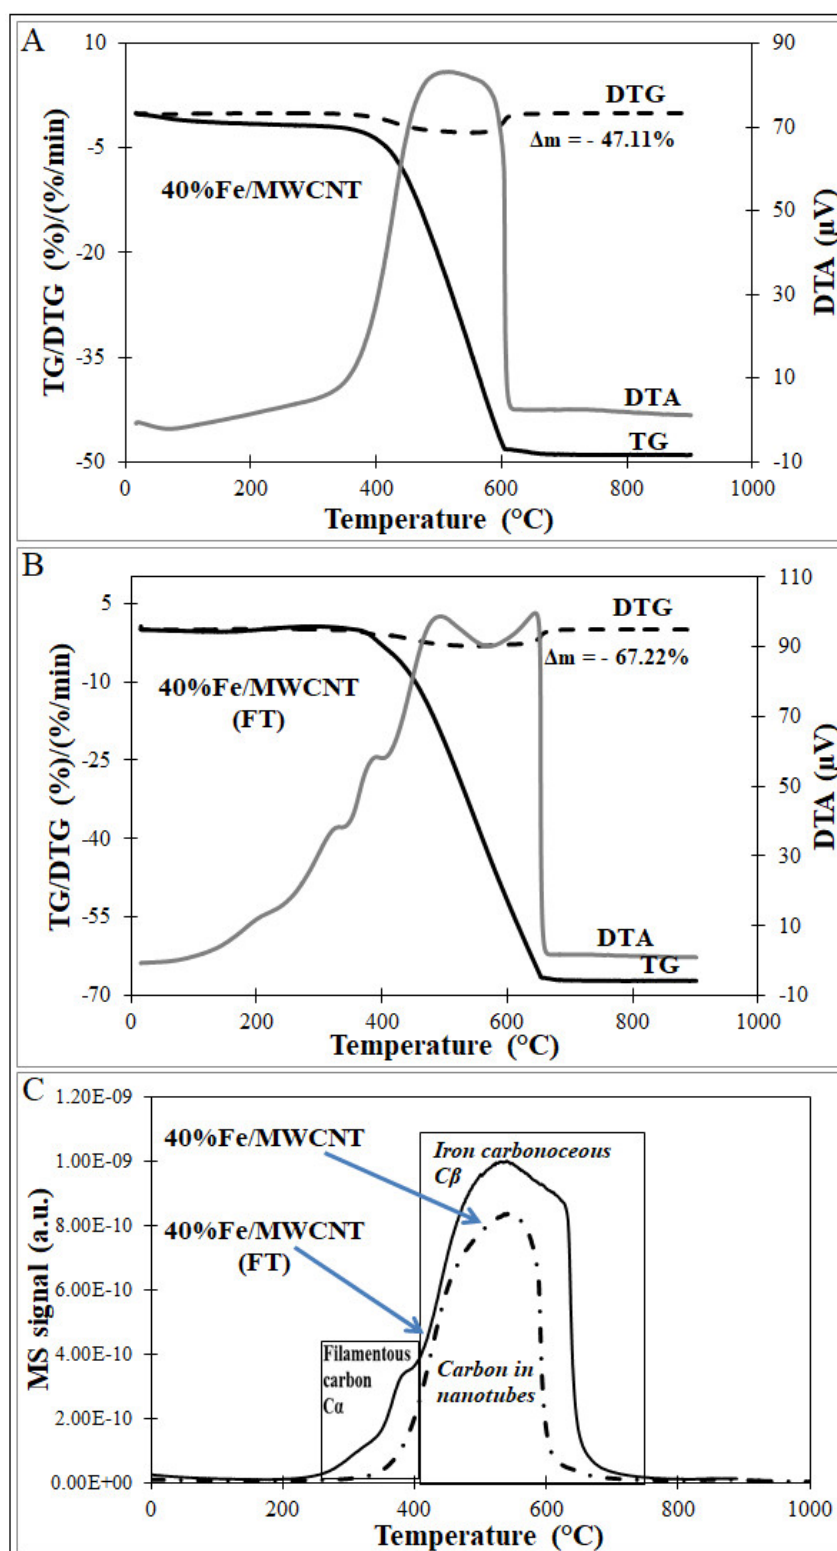 A
10
-5
-20
-35
-50
TG/DTG (%)/(%/min)
90
70
50
30
10
-10
DTA (µV)
DTG
Δm = - 47.11%
40%Fe/MWCNT
DTA
TG
0
200
400
600
800
1000
Temperature (°C)
B
5
-10
-25
-40
-55
-70
TG/DTG (%)/(%/min)
110
90
70
50
30
10
-10
DTA (µV)
DTG
Δm = - 67.22%
40%Fe/MWCNT
(FT)
DTA
TG
0
200
400
600
800
1000
Temperature (°C)
C
1.20E-09
1.00E-09
8.00E-10
6.00E-10
4.00E-10
2.00E-10
0.00E+00
MS signal (a.u.)
40%Fe/MWCNT
40%Fe/MWCNT
(FT)
Iron carbonoceous
Cβ
Filamentous
carbon
Cα
Carbon in
nanotubes
0
200
400
600
800
1000
Temperature (°C)